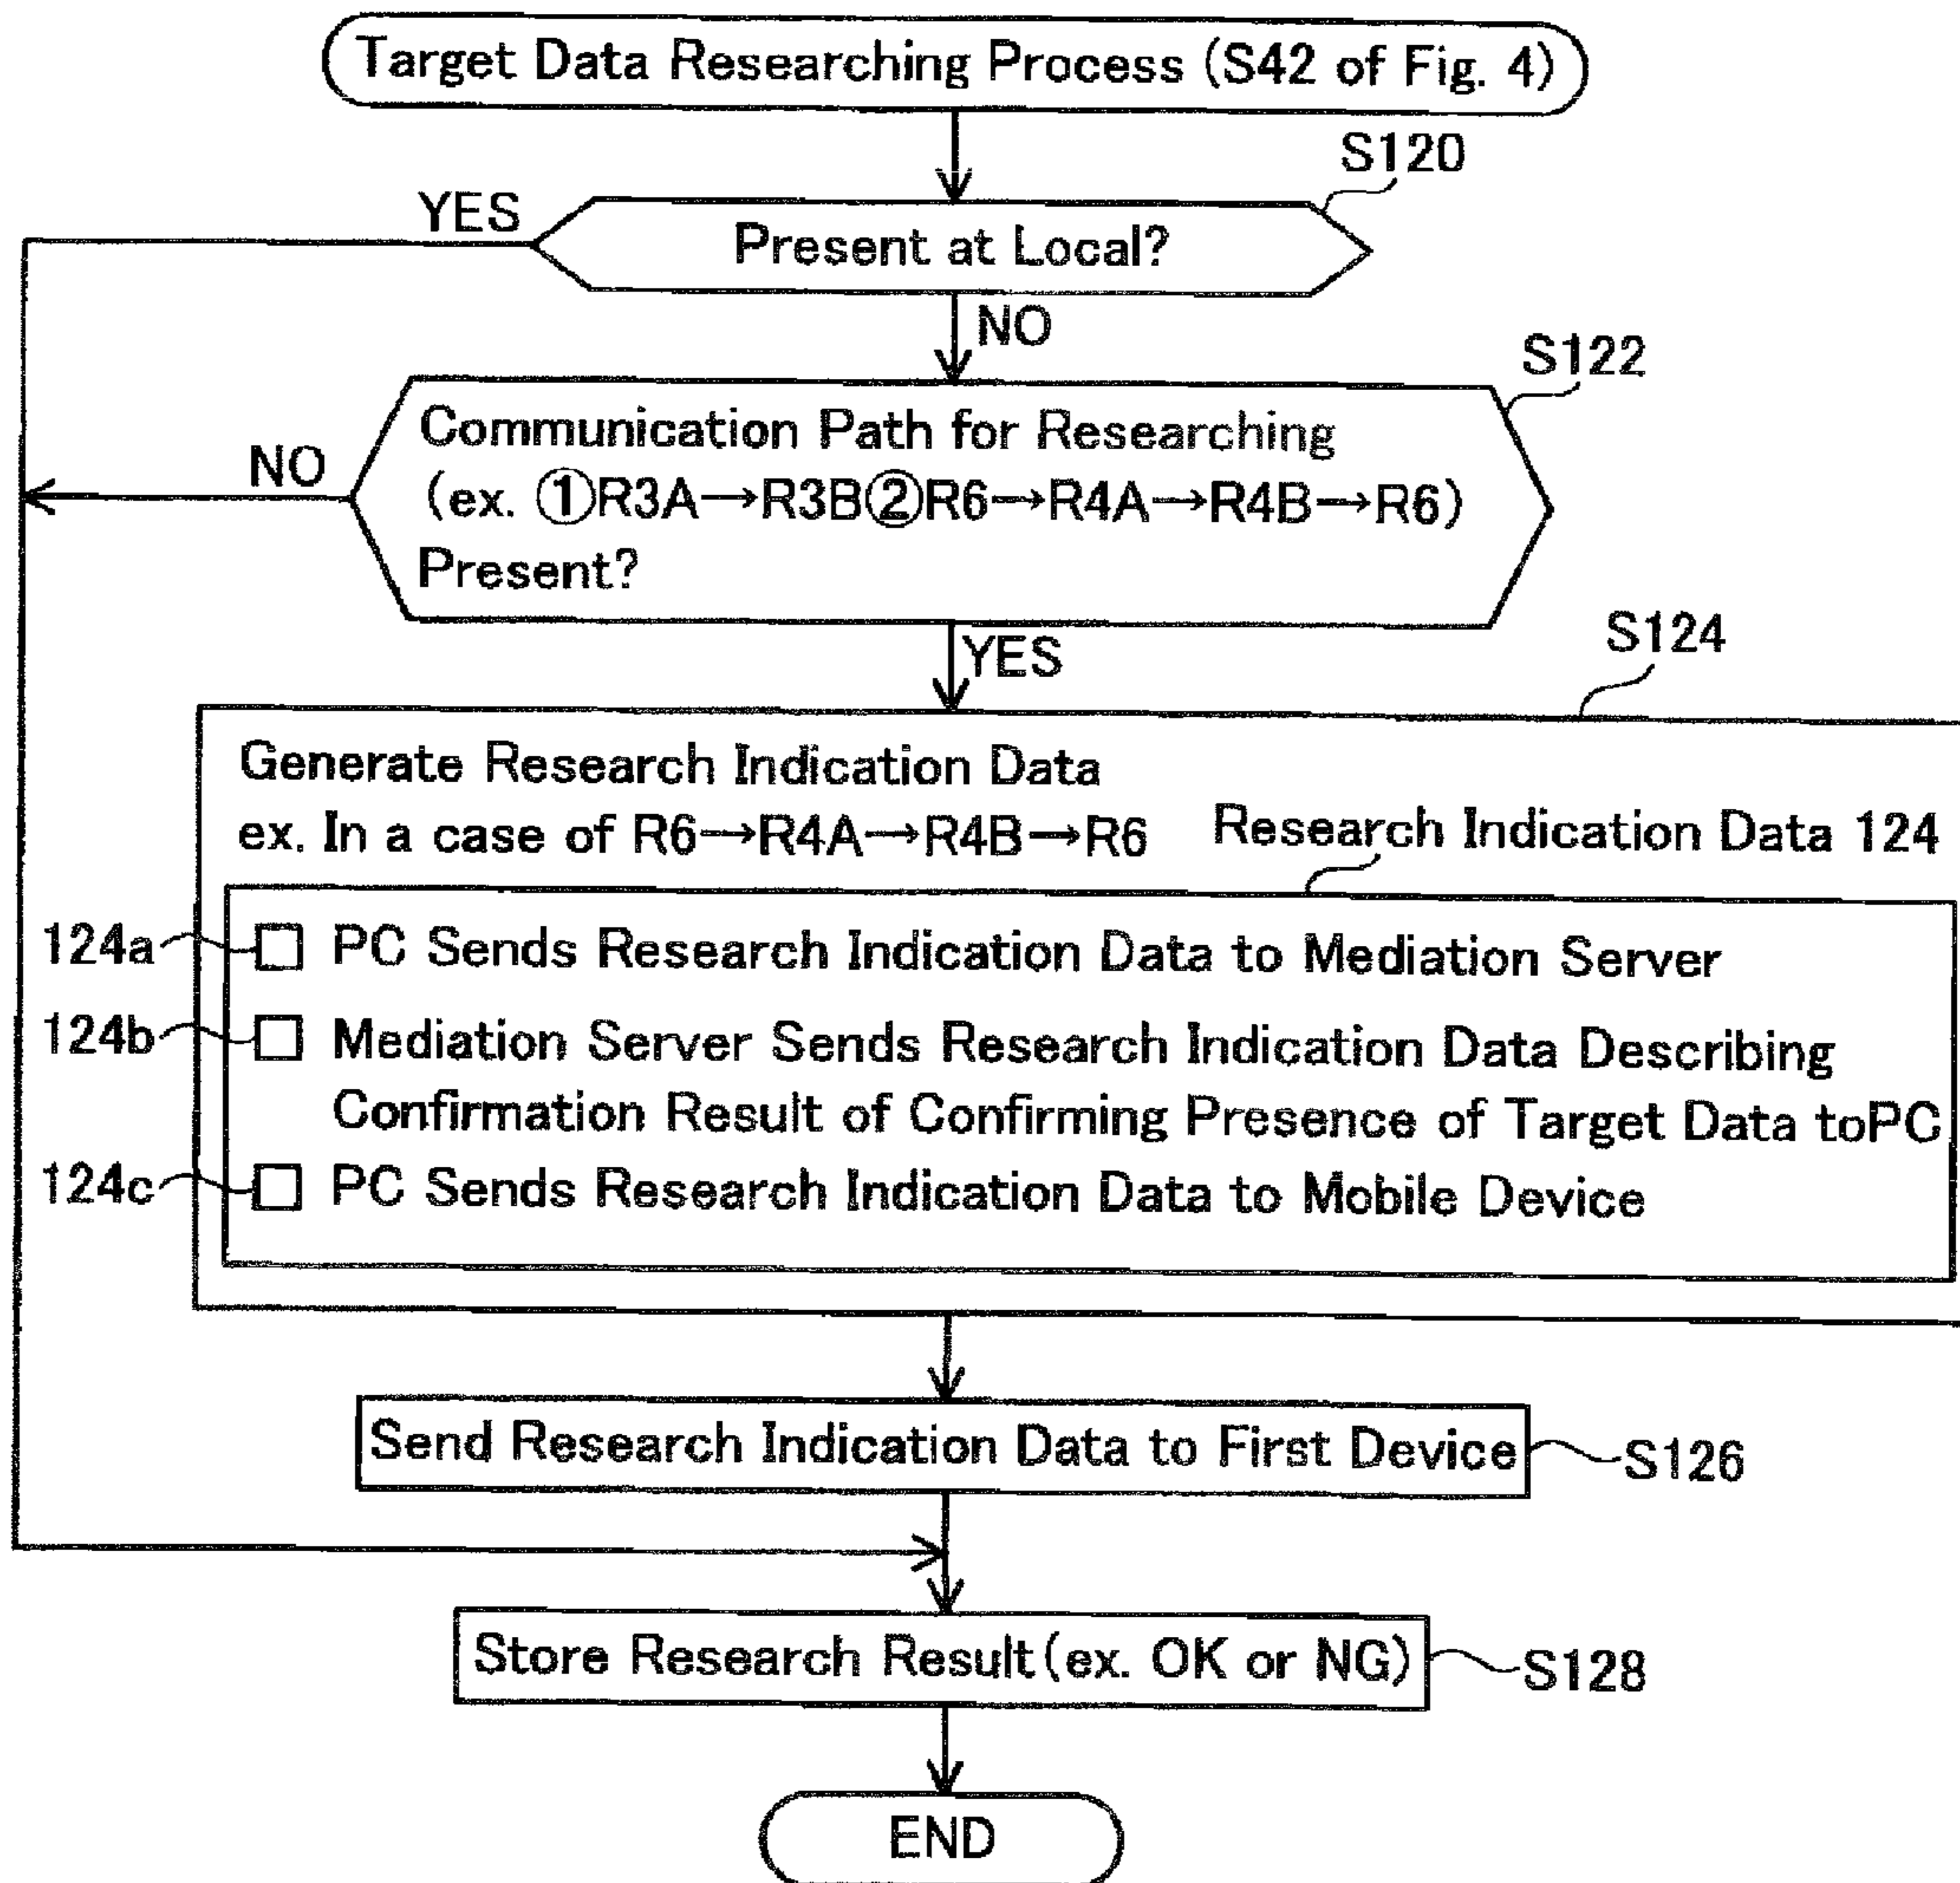 Target Data Researching Process (S42 of Fig. 4)
S120
YES
Present at Local?
NO
S122
Communication Path for Researching
NO
(ex. ①R3A→R3B②R6→R4A→R4B→R6)
Present?
YES
S124
Generate Research Indication Data
ex. In a case of R6→R4A→R4B→R6
Research Indication Data 124
124a
PC Sends Research Indication Data to Mediation Server
124b
Mediation Server Sends Research Indication Data Describing
Confirmation Result of Confirming Presence of Target Data toPC
124c
PC Sends Research Indication Data to Mobile Device
Send Research Indication Data to First Device
S126
Store Research Result(ex. OK or NG)
S128
END